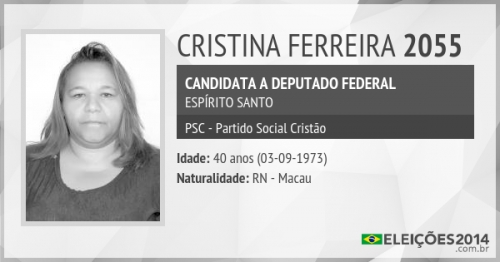 CRISTINA FERREIRA 2055
CANDIDATA A DEPUTADO FEDERAL
ESPÍRITO SANTO
PSC - Partido Social Cristão
Idade: 40 anos (03-09-1973)
Naturalidade: RN - Macau
ELEIÇÕES2014
.com.br